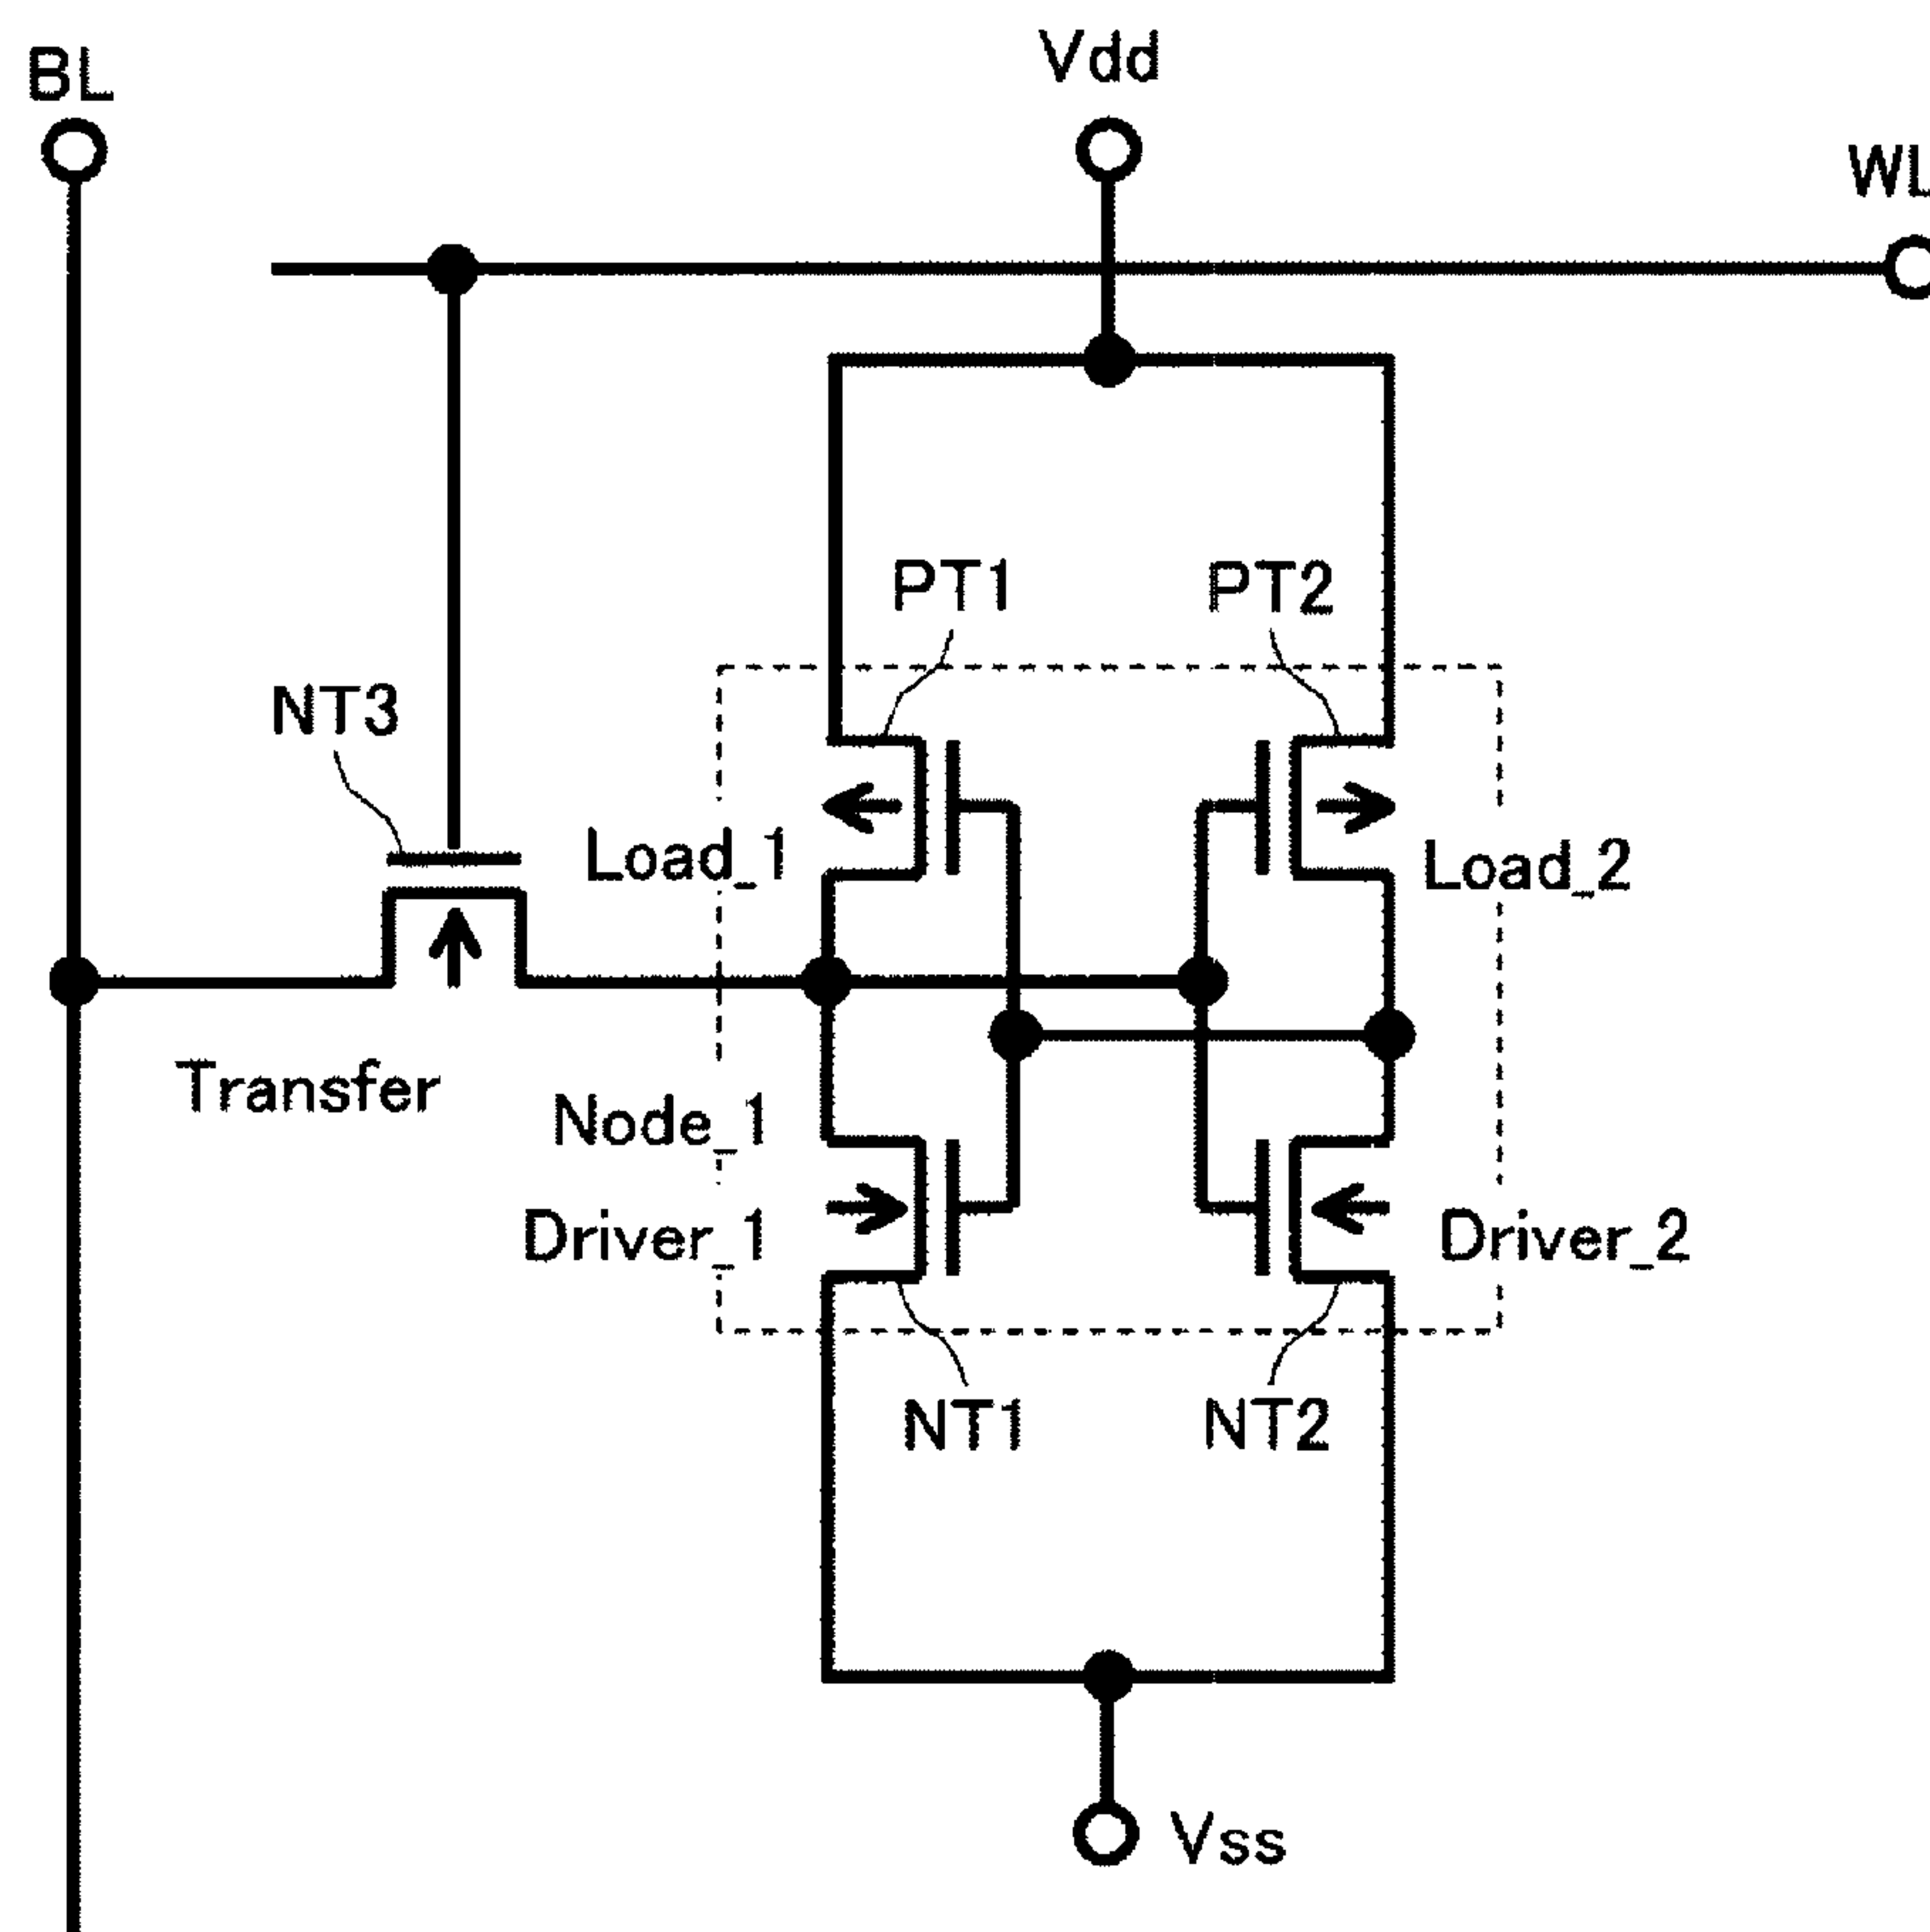 BL
Vdd
WL
PT1
PT2
NT3
Load_1
Load_2
Transfer
Node_1
Driver_1
Driver_2
NT1
NT2
Vss